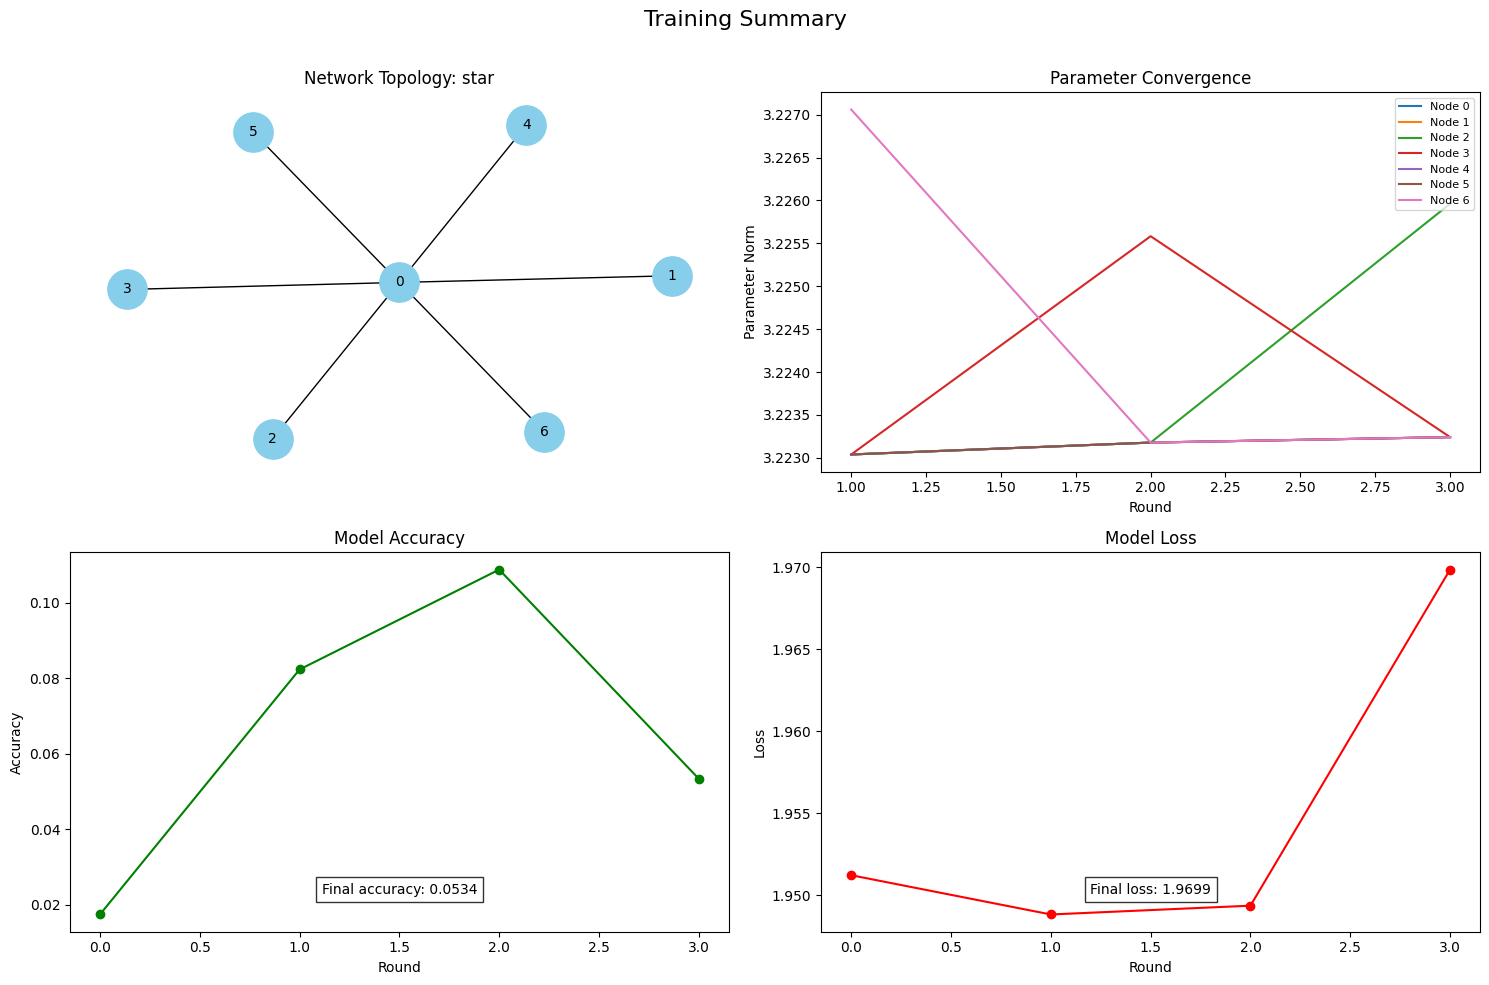 Training Summary
Network Topology: star
5
4
3
0
1
2
6
Parameter Convergence
Parameter Norm
3.2270
3.2265
3.2260
3.2255
3.2250
3.2245
3.2240
3.2235
3.2230
Node 0
Node 1
Node 2
Node 3
Node 4
Node 5
Node 6
1.00 1.25 1.50 1.75 2.00 2.25 2.50 2.75 3.00
Round
Model Accuracy
Accuracy
0.10
0.08
0.06
0.04
0.02
Final accuracy: 0.0534
0.0 0.5 1.0 1.5 2.0 2.5 3.0
Round
Model Loss
Loss
1.970
1.965
1.960
1.955
1.950
Final loss: 1.9699
0.0 0.5 1.0 1.5 2.0 2.5 3.0
Round